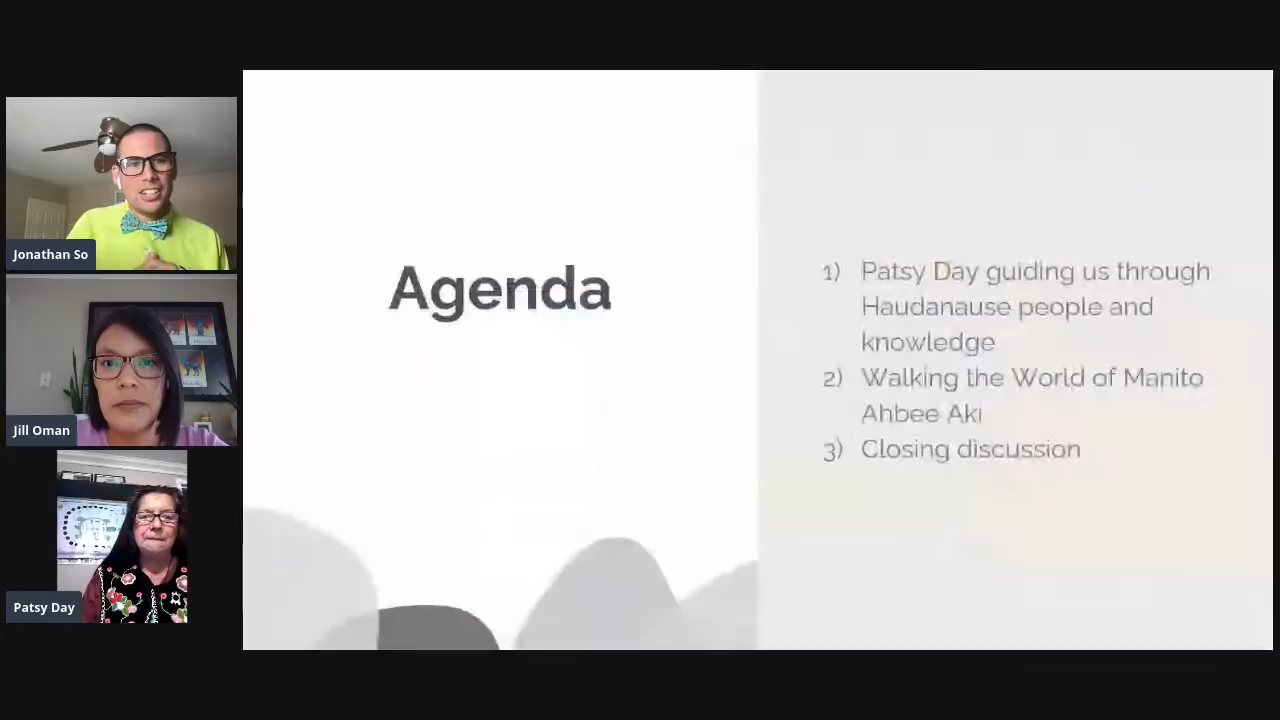 Jonathan So
Jill Oman
Patsy Day
Agenda
1) Patsy Day guiding us through
Haudanause people and
knowledge
2) Walking the World of Manito
Ahbee Aki
3) Closing discussion